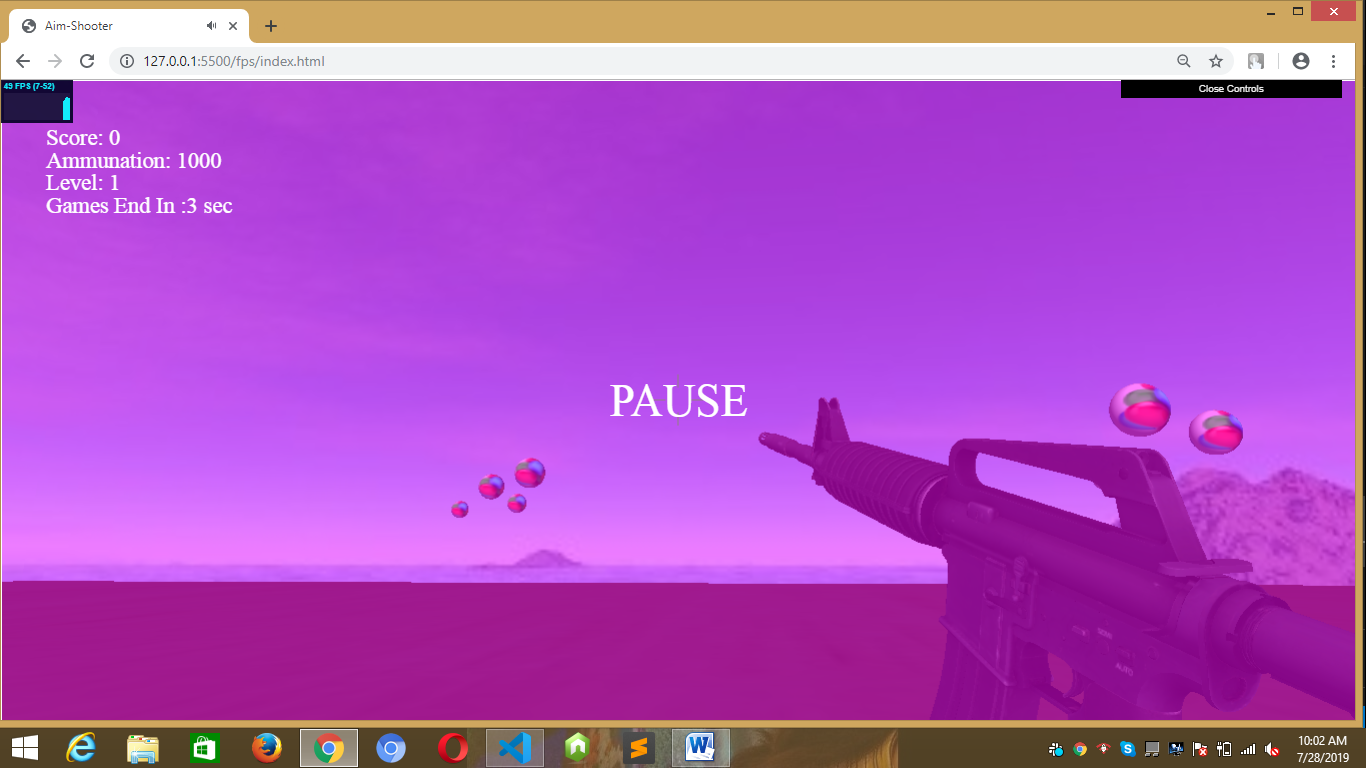 Aim-Shooter
127.0.0.1:5500/fps/index.html
49 FPS (7-52)
Close Controls
Score: 0
Ammunation: 1000
Level: 1
Games End In :3 sec
PAUSE
AUTO
10:02 AM
7/28/2019